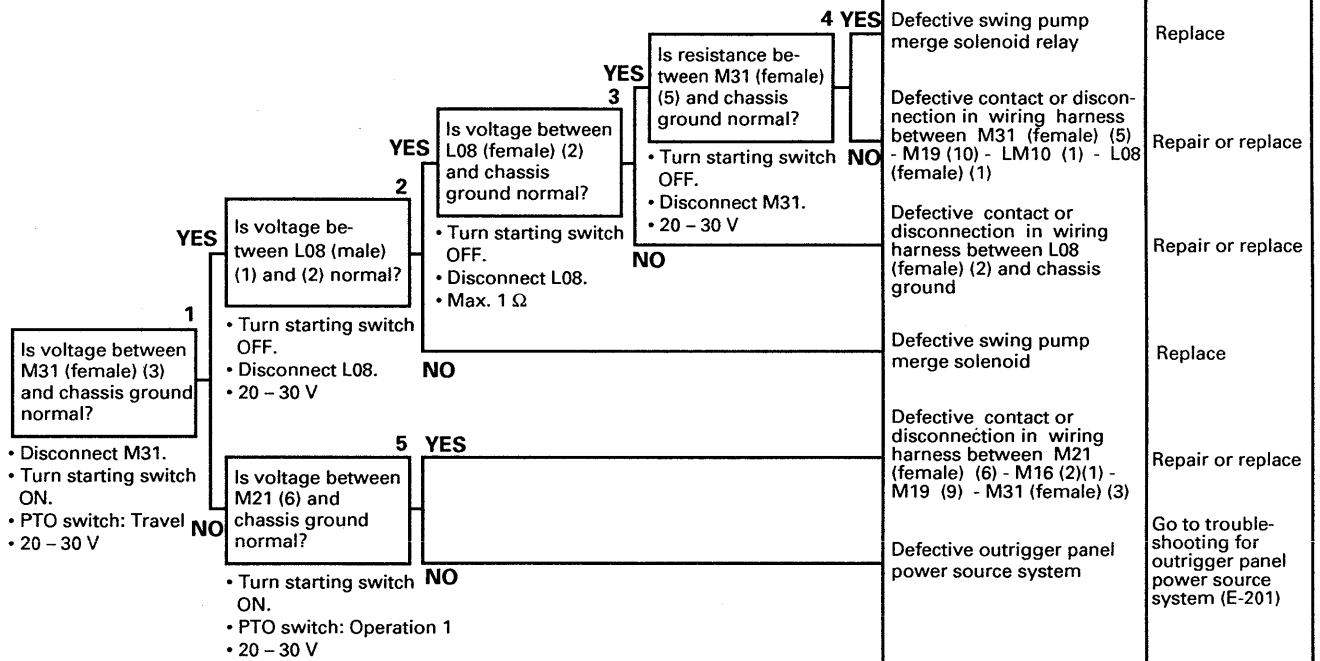 1
Is voltage between
M31 (female) (3)
and chassis ground
normal?
• Disconnect M31.
• Turn starting switch
ON.
• PTO switch: Travel
• 20 – 30 V
YES
NO
2
Is voltage be-
tween L08 (male)
(1) and (2) normal?
• Turn starting switch
OFF.
• Disconnect L08.
• 20 – 30 V
YES
NO
3
Is voltage between
L08 (female) (2)
and chassis
ground normal?
• Turn starting switch
OFF.
• Disconnect L08.
• Max. 1 Ω
YES
NO
4
Is resistance be-
tween M31 (female)
(5) and chassis
ground normal?
• Turn starting switch
OFF.
• Disconnect M31.
• 20 – 30 V
YES
NO
5
Is voltage between
M21 (6) and
chassis ground
normal?
• Turn starting switch
ON.
• PTO switch: Operation 1
• 20 – 30 V
YES
NO
Defective swing pump
merge solenoid relay
Replace
Defective contact or discon-
nection in wiring harness
between M31 (female) (5)
- M19 (10) - LM10 (1) - L08
(female) (1)
Repair or replace
Defective contact or
disconnection in wiring
harness between L08
(female) (2) and chassis
ground
Repair or replace
Defective swing pump
merge solenoid
Replace
Defective contact or
disconnection in wiring
harness between M21
(female) (6) - M16 (2)(1) -
M19 (9) - M31 (female) (3)
Repair or replace
Defective outrigger panel
power source system
Go to trouble-
shooting for
outrigger panel
power source
system (E-201)